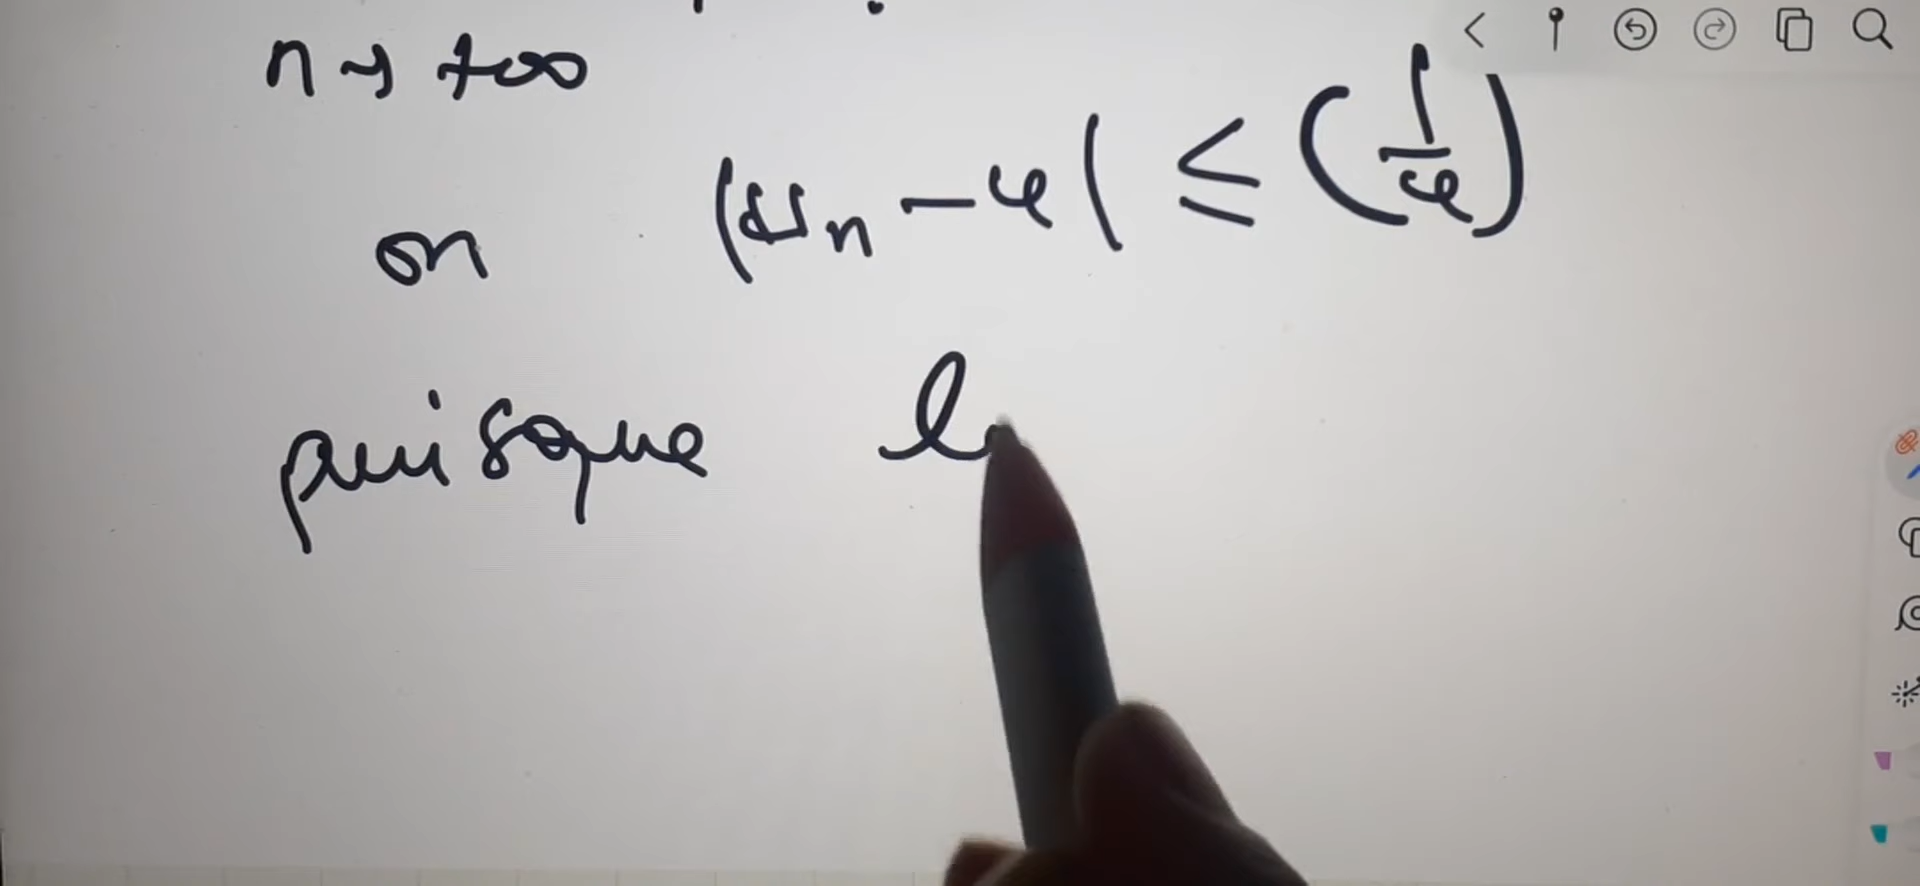 n → +∞
on |U_n - φ| ≤ (1/φ)
puisque l